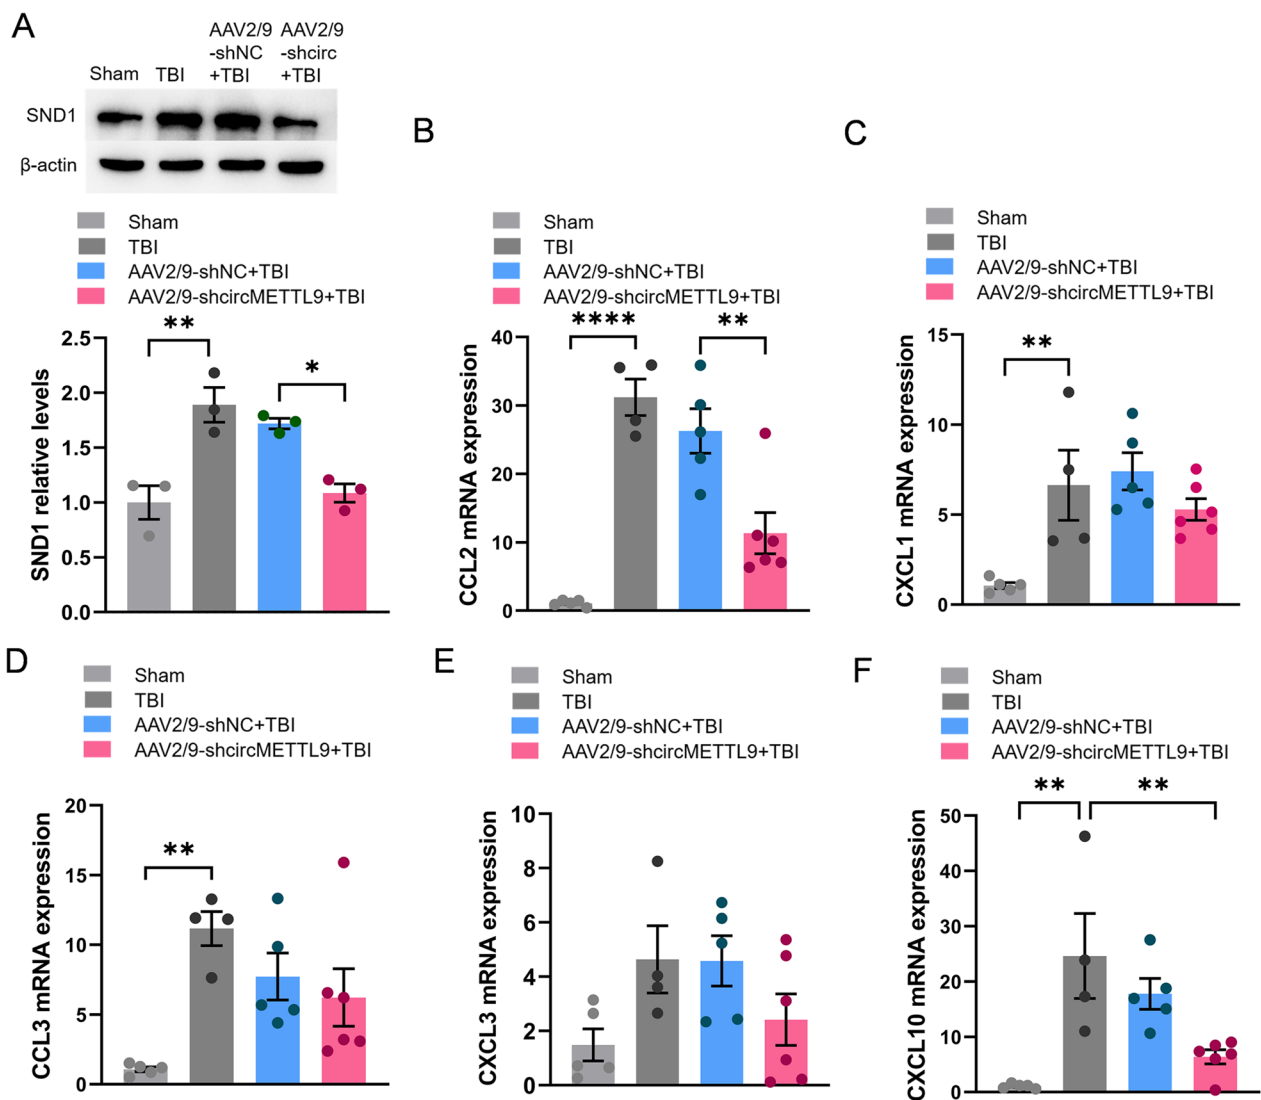 A
Sham TBI AAV2/9 -shNC +TBI AAV2/9 -shcirc +TBI
SND1
β-actin
Sham
TBI
AAV2/9-shNC+TBI
AAV2/9-shcircMETTL9+TBI
SND1 relative levels
2.5
2.0
1.5
1.0
0.5
0.0
**
*
B
Sham
TBI
AAV2/9-shNC+TBI
AAV2/9-shcircMETTL9+TBI
CCL2 mRNA expression
40
30
20
10
0
****
**
C
Sham
TBI
AAV2/9-shNC+TBI
AAV2/9-shcircMETTL9+TBI
CXCL1 mRNA expression
15
10
5
0
**
D
Sham
TBI
AAV2/9-shNC+TBI
AAV2/9-shcircMETTL9+TBI
CCL3 mRNA expression
20
15
10
5
0
**
E
Sham
TBI
AAV2/9-shNC+TBI
AAV2/9-shcircMETTL9+TBI
CXCL3 mRNA expression
10
8
6
4
2
0
F
Sham
TBI
AAV2/9-shNC+TBI
AAV2/9-shcircMETTL9+TBI
CXCL10 mRNA expression
50
40
30
20
10
0
**
**